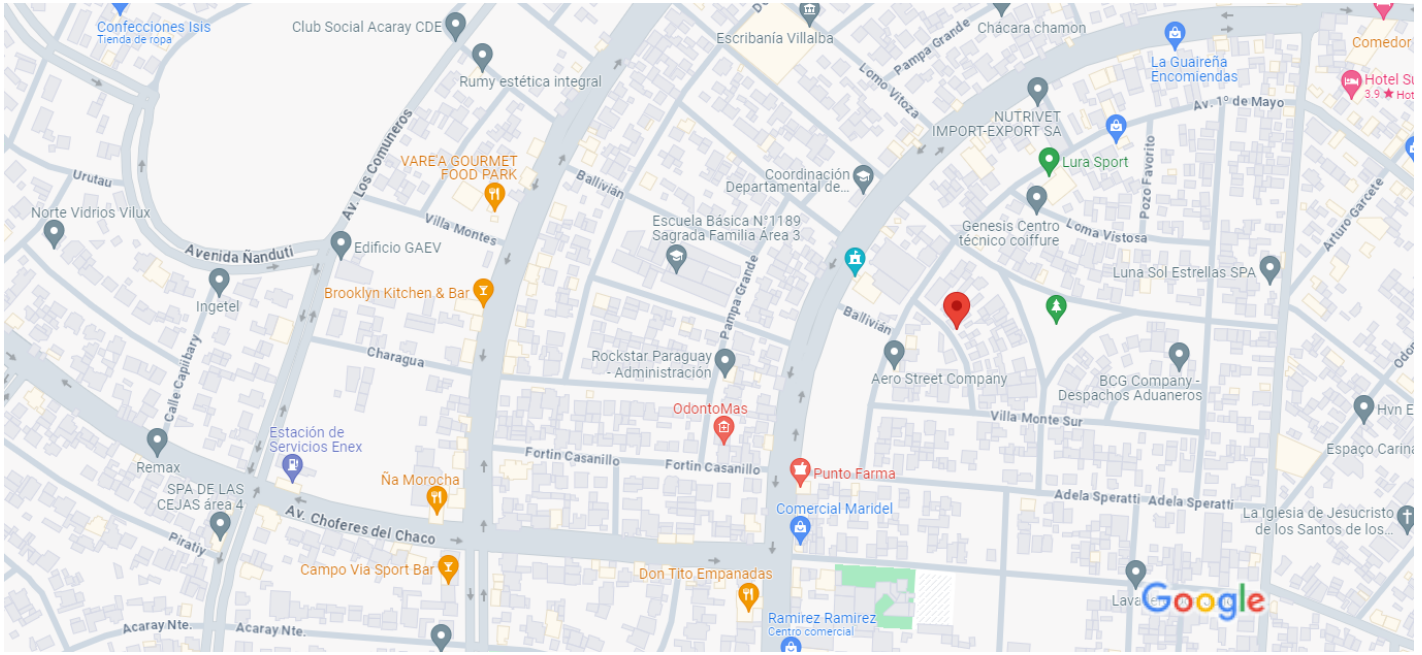 Confecciones Isis
Tienda de ropa
Club Social Acaray CDE
Escribanía Villalba
Chácara chamon
Pampa Grande
Comedor
La Guaireña
Encomiendas
Rumy estética integral
Lomo Vitoza
Hotel Su
3.9 ★ Hot
Av. 1° de Mayo
NUTRIVET
IMPORT-EXPORT SA
Av. Los Comuneros
VARE'A GOURMET
FOOD PARK
Urutau
Ballivián
Coordinación
Departamental de...
Lura Sport
Pozo Favorito
Arturo Garcete
Norte Vidrios Vilux
Villa Montes
Escuela Básica N°1189
Sagrada Familia Área 3
Genesis Centro
técnico coiffure
Loma Vistosa
Avenida Ñanduti
Edificio GAEV
Luna Sol Estrellas SPA
Ingetel
Brooklyn Kitchen & Bar
Pampa Grande
Ballivián
Charagua
Rockstar Paraguay
- Administración
Aero Street Company
BCG Company -
Despachos Aduaneros
Calle Capiibary
OdontoMas
Villa Monte Sur
Hvn E
Estación de
Servicios Enex
Espaço Carina
Remax
Fortin Casanillo
Fortin Casanillo
Punto Farma
Ña Morocha
SPA DE LAS
CEJAS área 4
Adela Speratti
Adela Speratti
Av. Choferes del Chaco
Comercial Maridel
La Iglesia de Jesucristo
de los Santos de los...
Piratiy
Campo Via Sport Bar
Don Tito Empanadas
Google
Acaray Nte.
Acaray Nte.
Ramirez Ramirez
Centro comercial